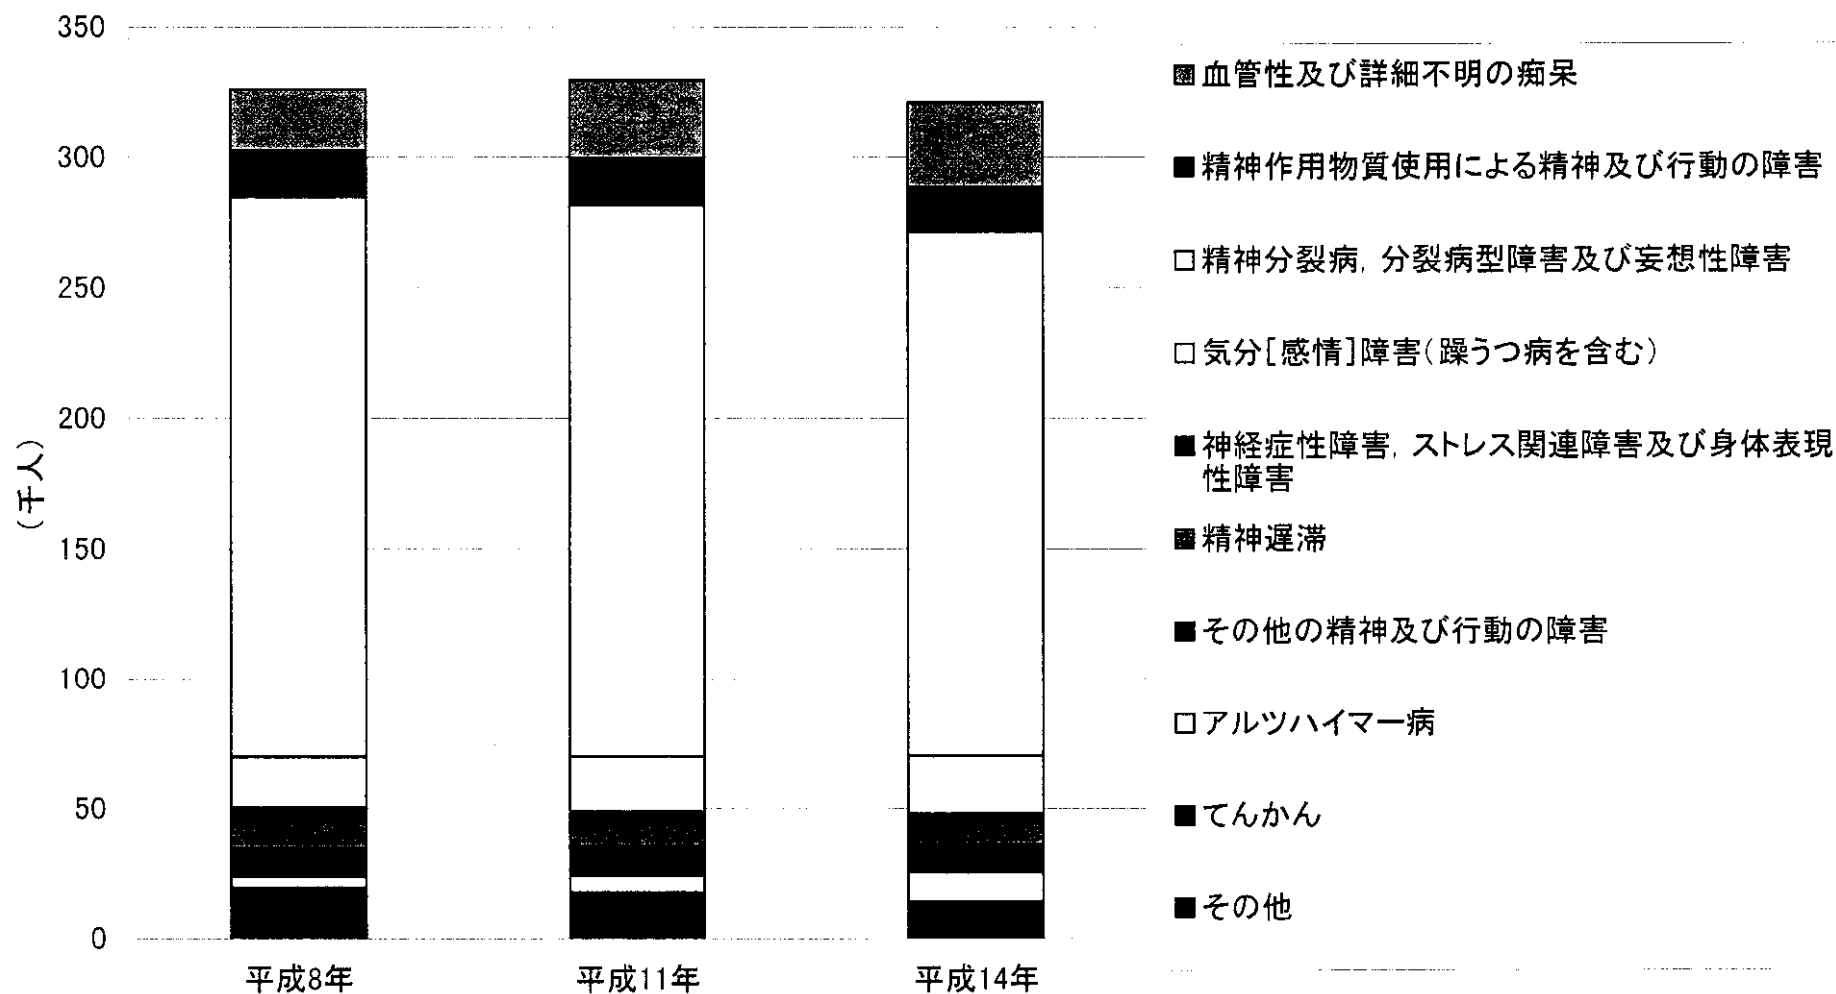 350
300
250
200
150
100
50
0
(千人)
平成8年
平成11年
平成14年
血管性及び詳細不明の痴呆
精神作用物質使用による精神及び行動の障害
精神分裂病, 分裂病型障害及び妄想性障害
気分[感情]障害(躁うつ病を含む)
神経症性障害, ストレス関連障害及び身体表現
性障害
精神遅滞
その他の精神及び行動の障害
アルツハイマー病
てんかん
その他